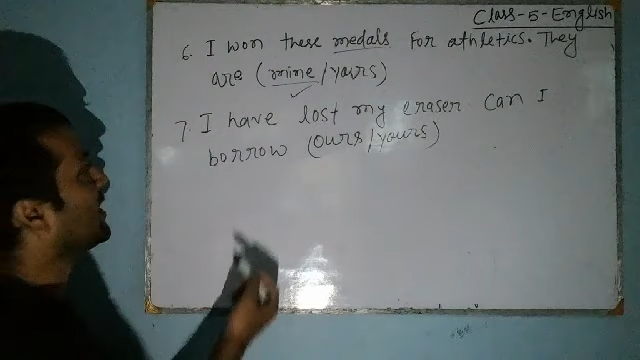 Class-5-English
6. I won these medals for athletics. They
are (mine/yours)
7. I have lost my eraser can I
borrow (ours/yours)